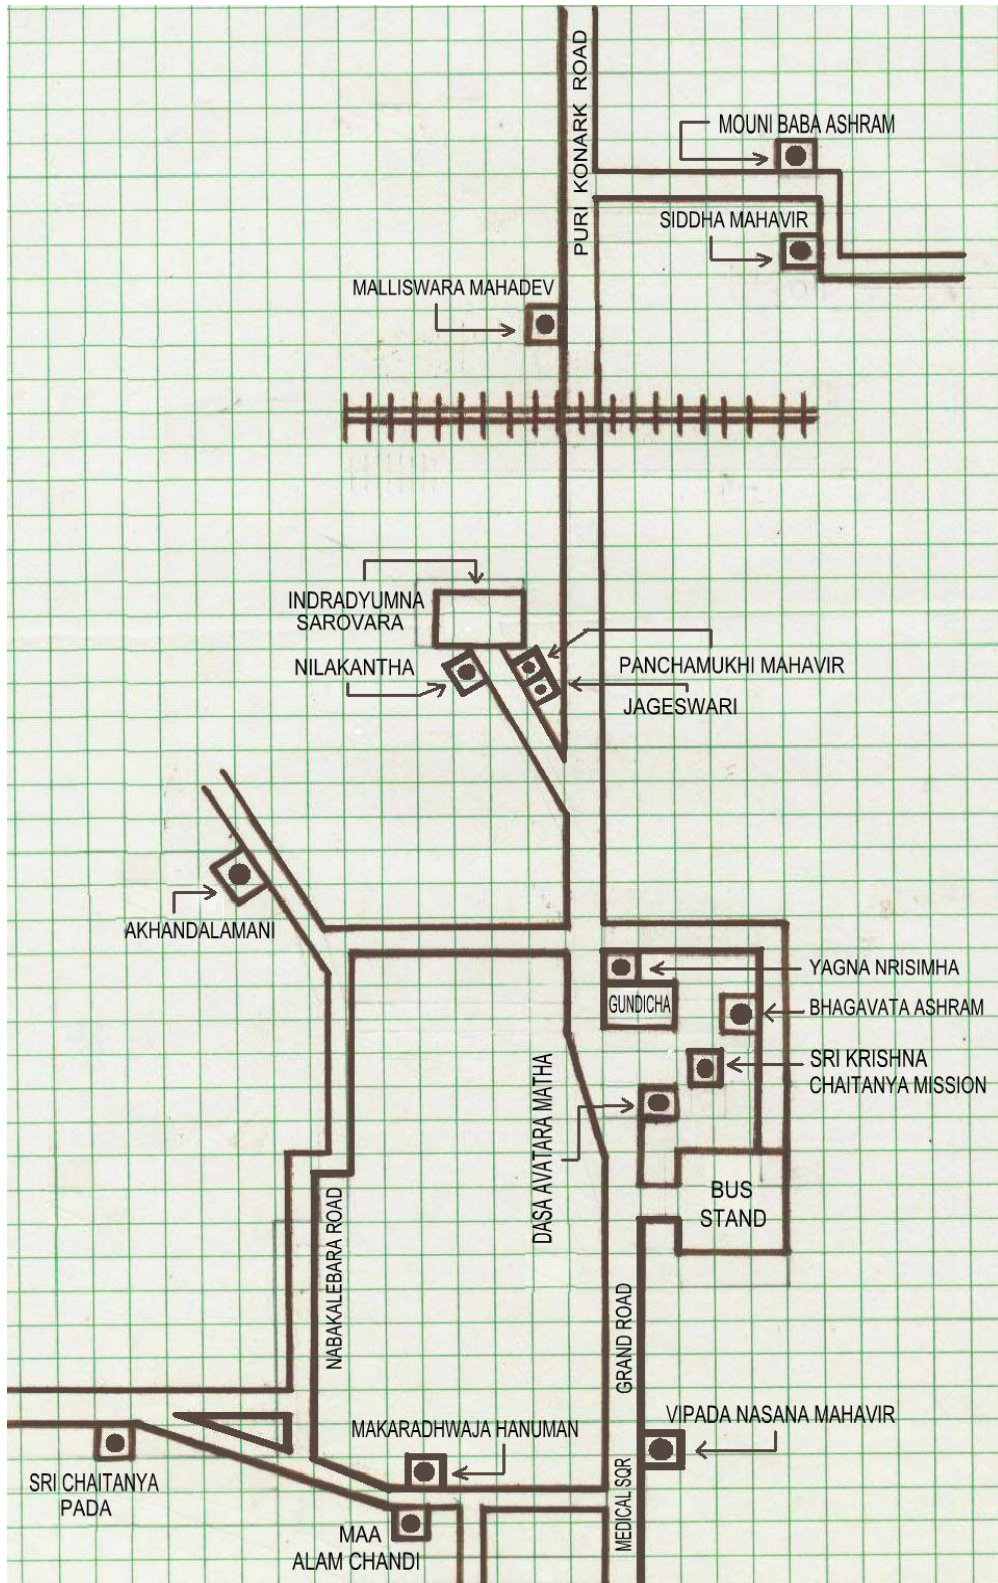 PURI KONARK ROAD
MOUNI BABA ASHRAM
SIDDHA MAHAVIR
MALLISWARA MAHADEV
INDRADYUMNA
SAROVARA
NILAKANTHA
PANCHAMUKHI MAHAVIR
JAGESWARI
AKHANDALAMANI
YAGNA NRISIMHA
GUNDICHA
BHAGAVATA ASHRAM
SRI KRISHNA
CHAITANYA MISSION
DASA AVATARA MATHA
BUS
STAND
NABAKALEBARA ROAD
GRAND ROAD
VIPADA NASANA MAHAVIR
MAKARADHWAJA HANUMAN
MEDICAL SQR
SRI CHAITANYA
PADA
MAA
ALAM CHANDI